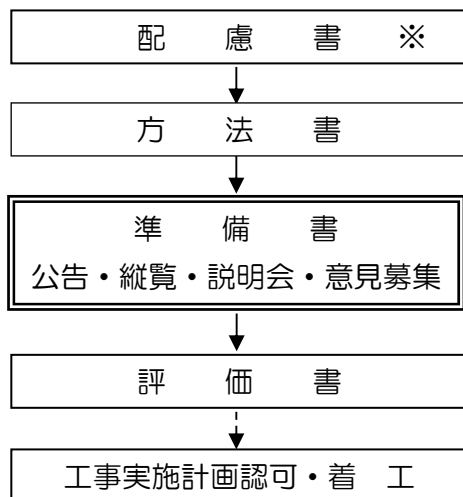 配　慮　書　※
方　法　書
準　備　書
公告・縦覧・説明会・意見募集
評　価　書
工事実施計画認可・着　工